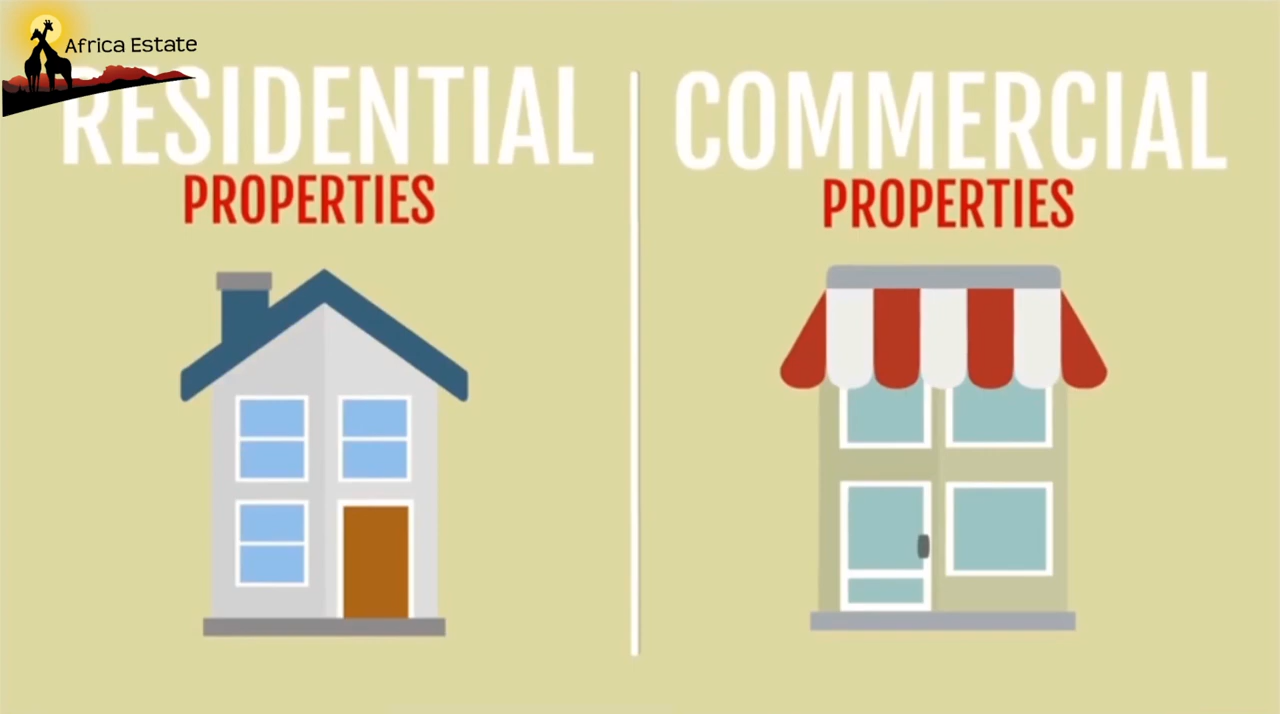 Africa Estate
RESIDENTIAL
PROPERTIES
COMMERCIAL
PROPERTIES